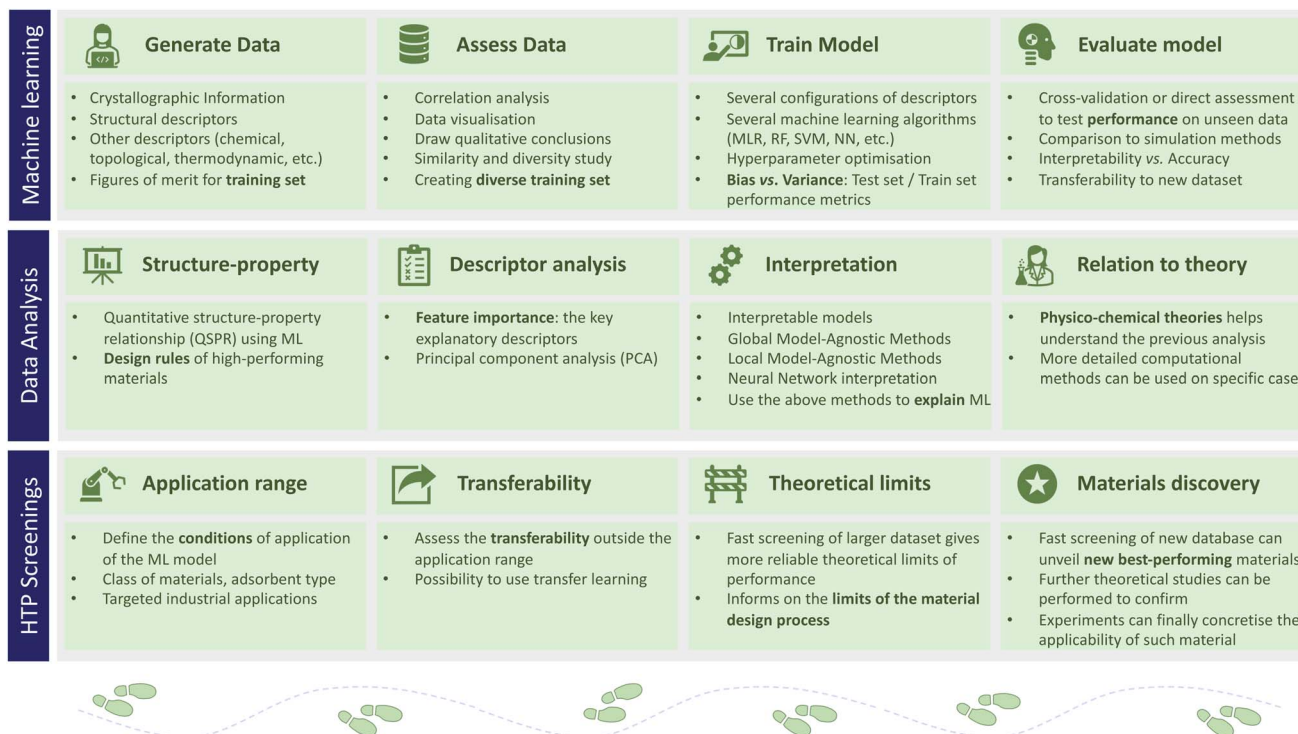 Machine learning
Generate Data
Crystallographic Information
Structural descriptors
Other descriptors (chemical,
topological, thermodynamic, etc.)
Figures of merit for training set
Assess Data
Correlation analysis
Data visualisation
Draw qualitative conclusions
Similarity and diversity study
Creating diverse training set
Train Model
Several configurations of descriptors
Several machine learning algorithms
(MLR, RF, SVM, NN, etc.)
Hyperparameter optimisation
Bias vs. Variance: Test set / Train set
performance metrics
Evaluate model
Cross-validation or direct assessment
to test performance on unseen data
Comparison to simulation methods
Interpretability vs. Accuracy
Transferability to new dataset
Data Analysis
Structure-property
Quantitative structure-property
relationship (QSPR) using ML
Design rules of high-performing
materials
Descriptor analysis
Feature importance: the key
explanatory descriptors
Principal component analysis (PCA)
Interpretation
Interpretable models
Global Model-Agnostic Methods
Local Model-Agnostic Methods
Neural Network interpretation
Use the above methods to explain ML
Relation to theory
Physico-chemical theories helps
understand the previous analysis
More detailed computational
methods can be used on specific case
HTP Screenings
Application range
Define the conditions of application
of the ML model
Class of materials, adsorbent type
Targeted industrial applications
Transferability
Assess the transferability outside the
application range
Possibility to use transfer learning
Theoretical limits
Fast screening of larger dataset gives
more reliable theoretical limits of
performance
Informs on the limits of the material
design process
Materials discovery
Fast screening of new database can
unveil new best-performing materials
Further theoretical studies can be
performed to confirm
Experiments can finally concretise the
applicability of such material